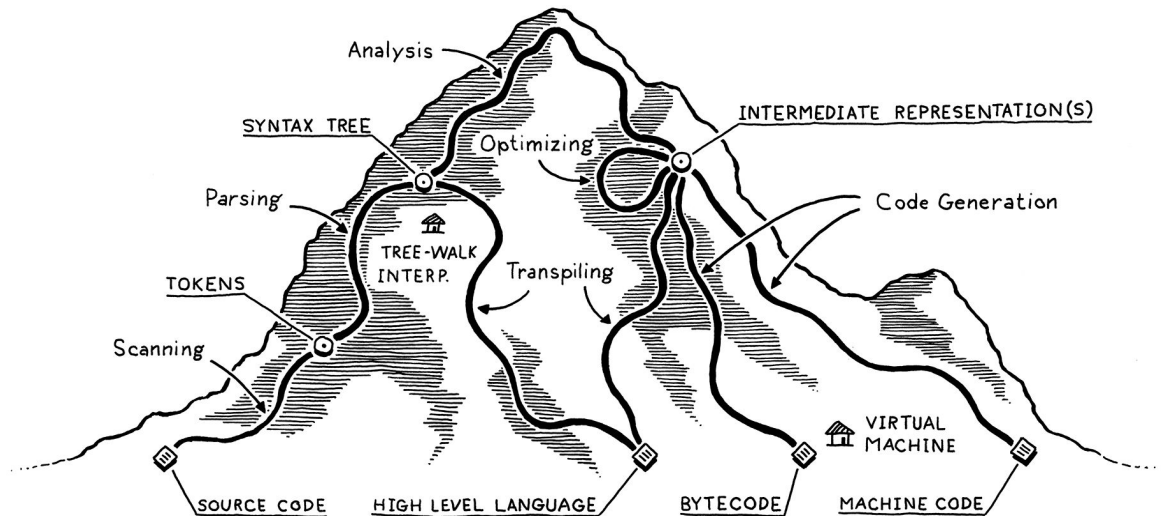 Analysis
SYNTAX TREE
INTERMEDIATE REPRESENTATION(S)
Optimizing
Parsing
Code Generation
TREE-WALK
INTERP.
Transpiling
TOKENS
Scanning
VIRTUAL
MACHINE
SOURCE CODE
HIGH LEVEL LANGUAGE
BYTECODE
MACHINE CODE